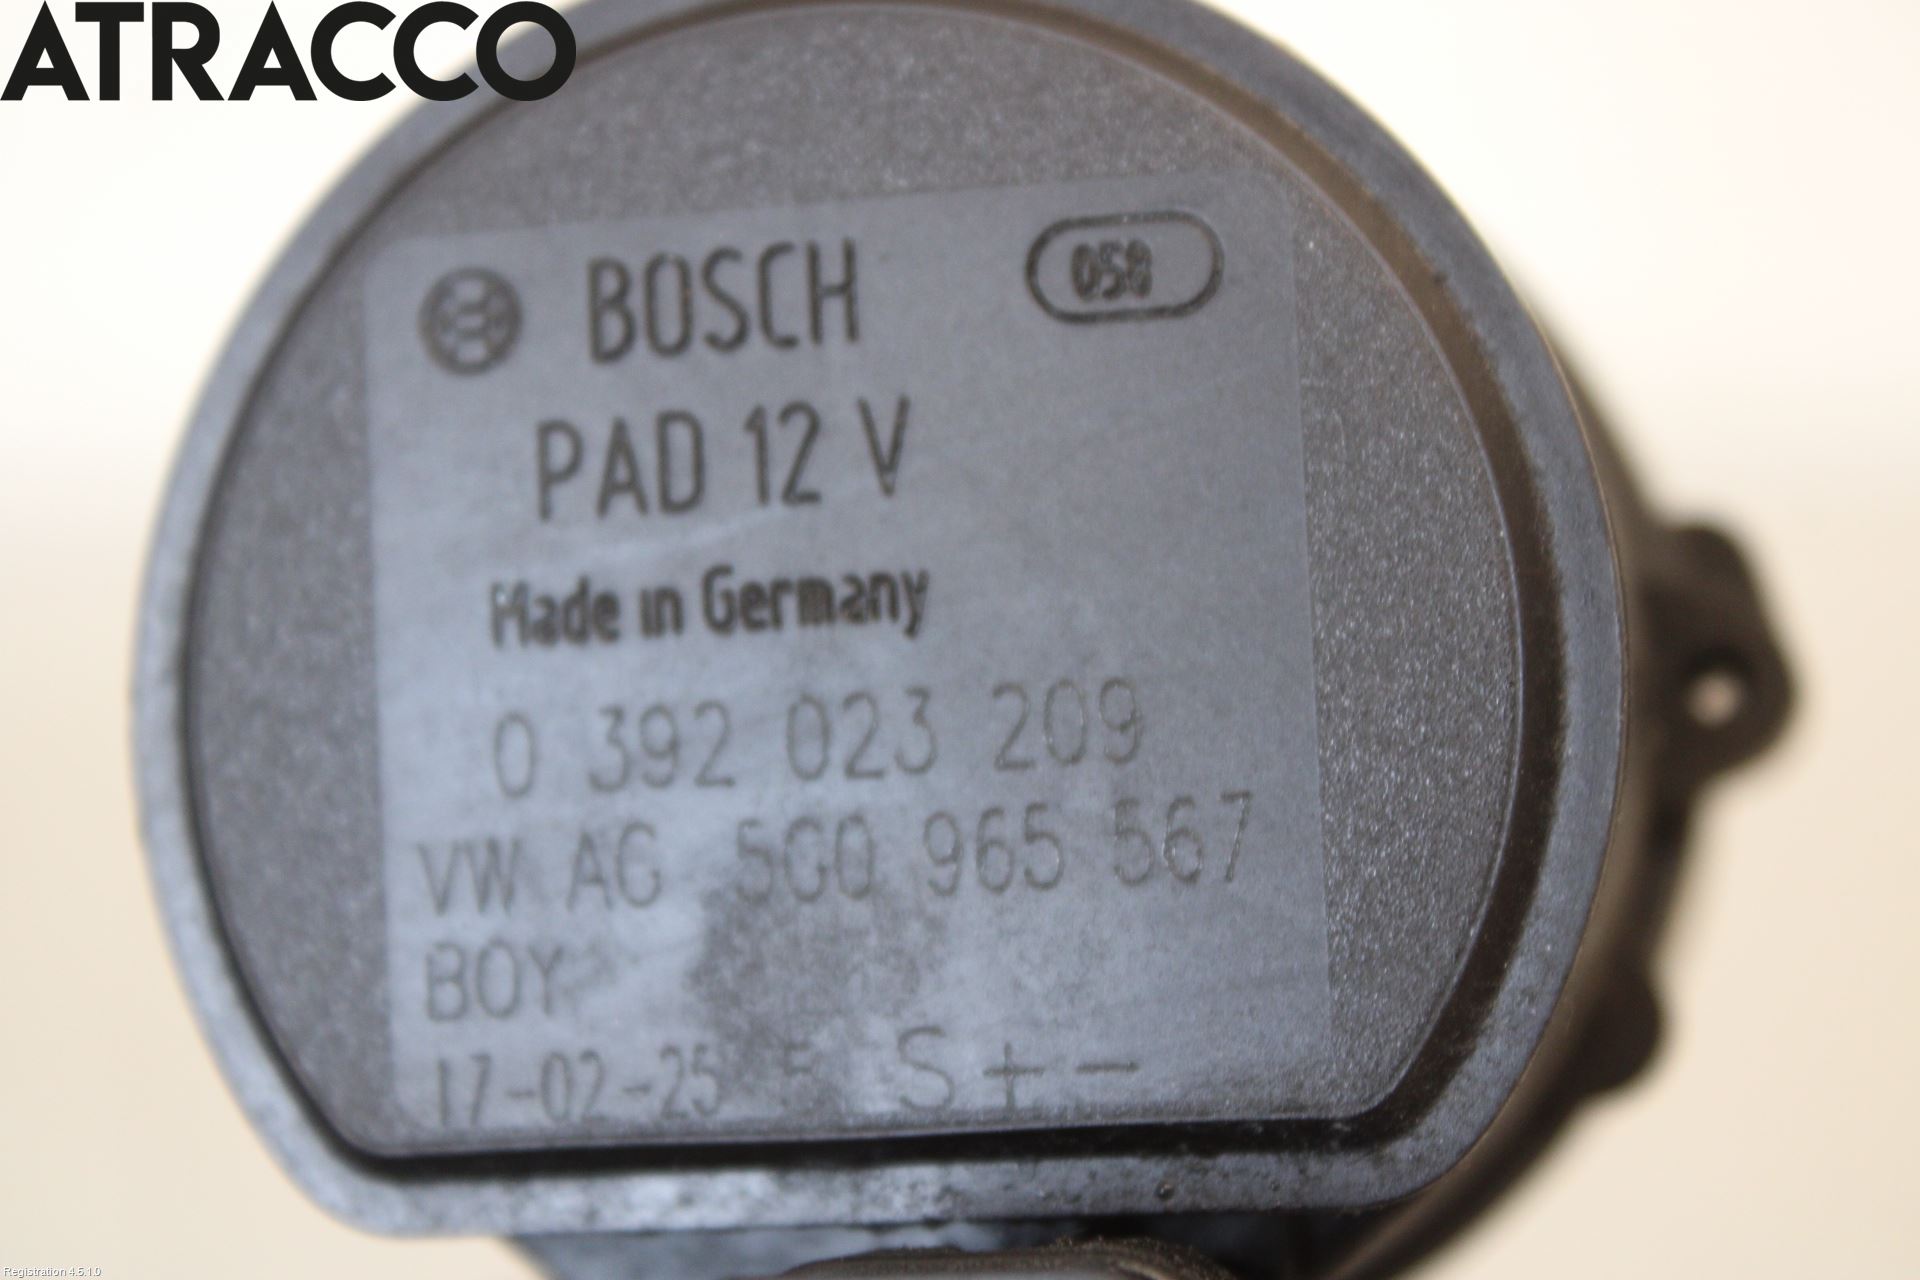 ATRACCO
BOSCH 058
PAD 12 V
Made in Germany
0 392 023 209
VW AG 5G0 965 567
BOY
17-02-25 5 S + -
Registration 4.5.1.0